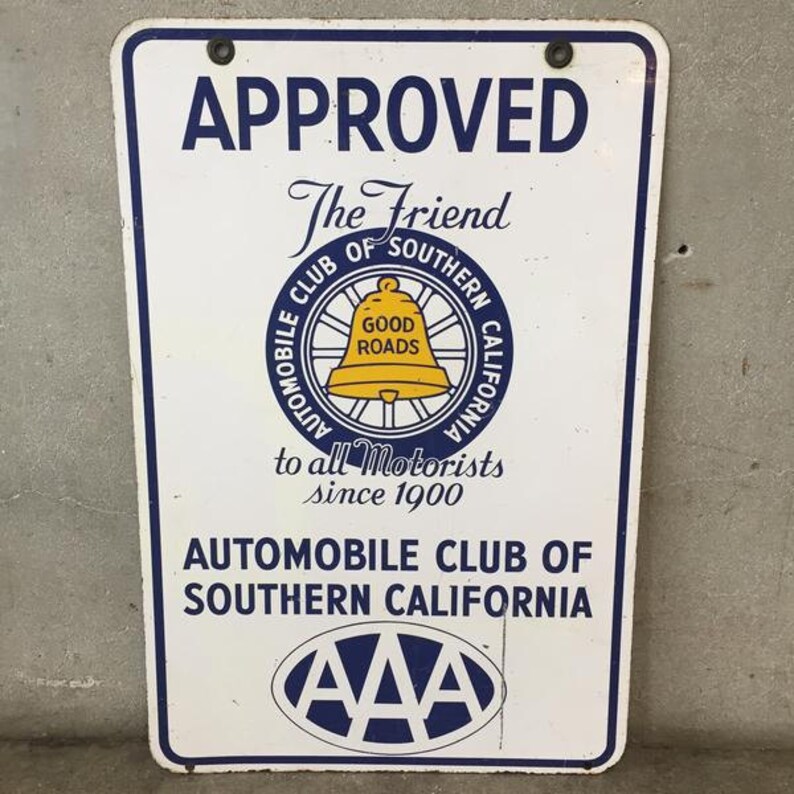 APPROVED
The Friend
AUTOMOBILE CLUB OF SOUTHERN CALIFORNIA
GOOD
ROADS
to all Motorists
since 1900
AUTOMOBILE CLUB OF
SOUTHERN CALIFORNIA
AAA